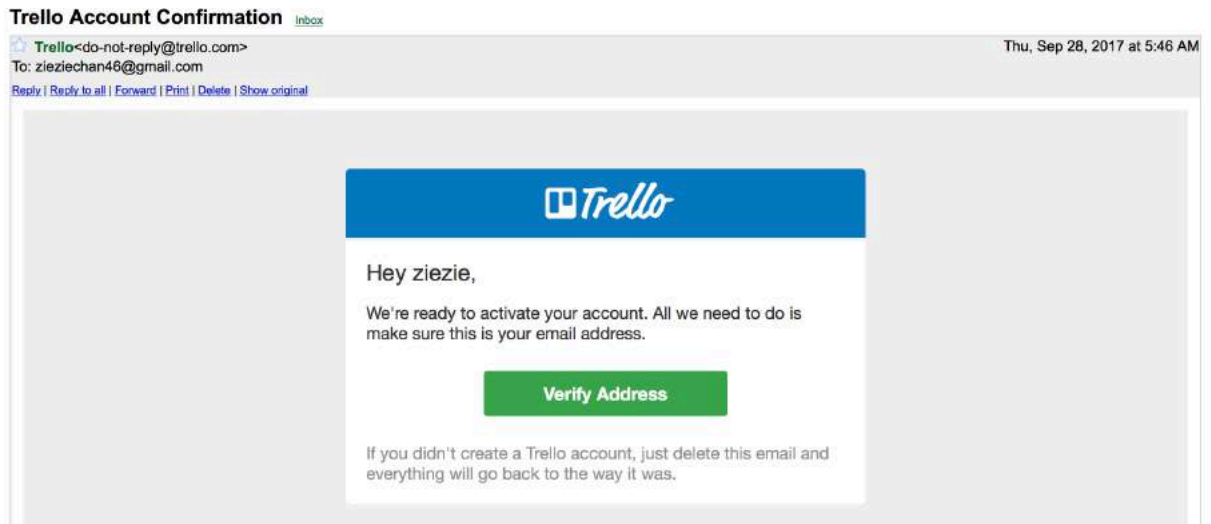 Trello Account Confirmation Inbox
Trello<do-not-reply@trello.com> Thu, Sep 28, 2017 at 5:46 AM
To: zieziechan46@gmail.com
Reply | Reply to all | Forward | Print | Delete | Show original
Trello
Hey ziezie,
We're ready to activate your account. All we need to do is
make sure this is your email address.
Verify Address
If you didn't create a Trello account, just delete this email and
everything will go back to the way it was.